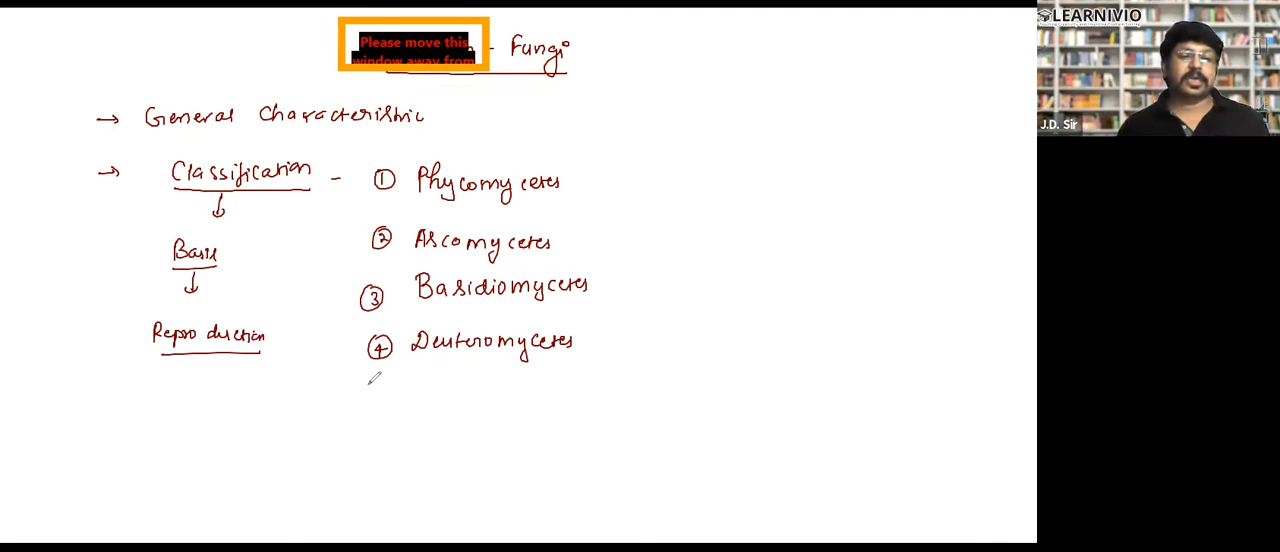 Please move this
window away from
- Fungi
→ General Characteristic
→ Classification - ① Phycomycetes
② Ascomycetes
Basis
③ Basidiomycetes
Reproduction
④ Deuteromycetes
LEARNIVIO
J.D. Sir